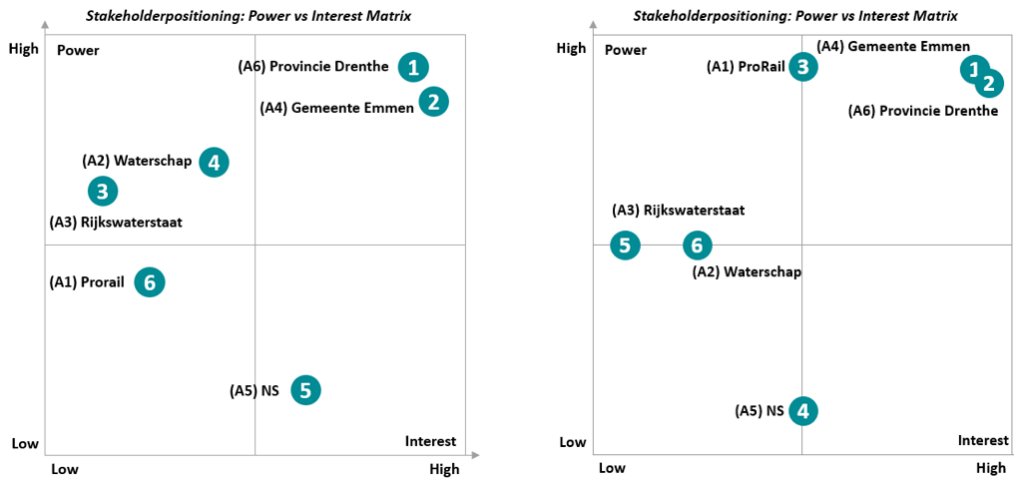 Stakeholderpositioning: Power vs Interest Matrix
High
Power
(A6) Provincie Drenthe 1
(A4) Gemeente Emmen 2
(A2) Waterschap 4
3
(A3) Rijkswaterstaat
(A1) Prorail 6
(A5) NS 5
Low
Interest
Low
High
Stakeholderpositioning: Power vs Interest Matrix
High
Power
(A4) Gemeente Emmen
(A1) ProRail 3
1
2
(A6) Provincie Drenthe
(A3) Rijkswaterstaat
5
6
(A2) Waterschap
(A5) NS 4
Low
Interest
Low
High